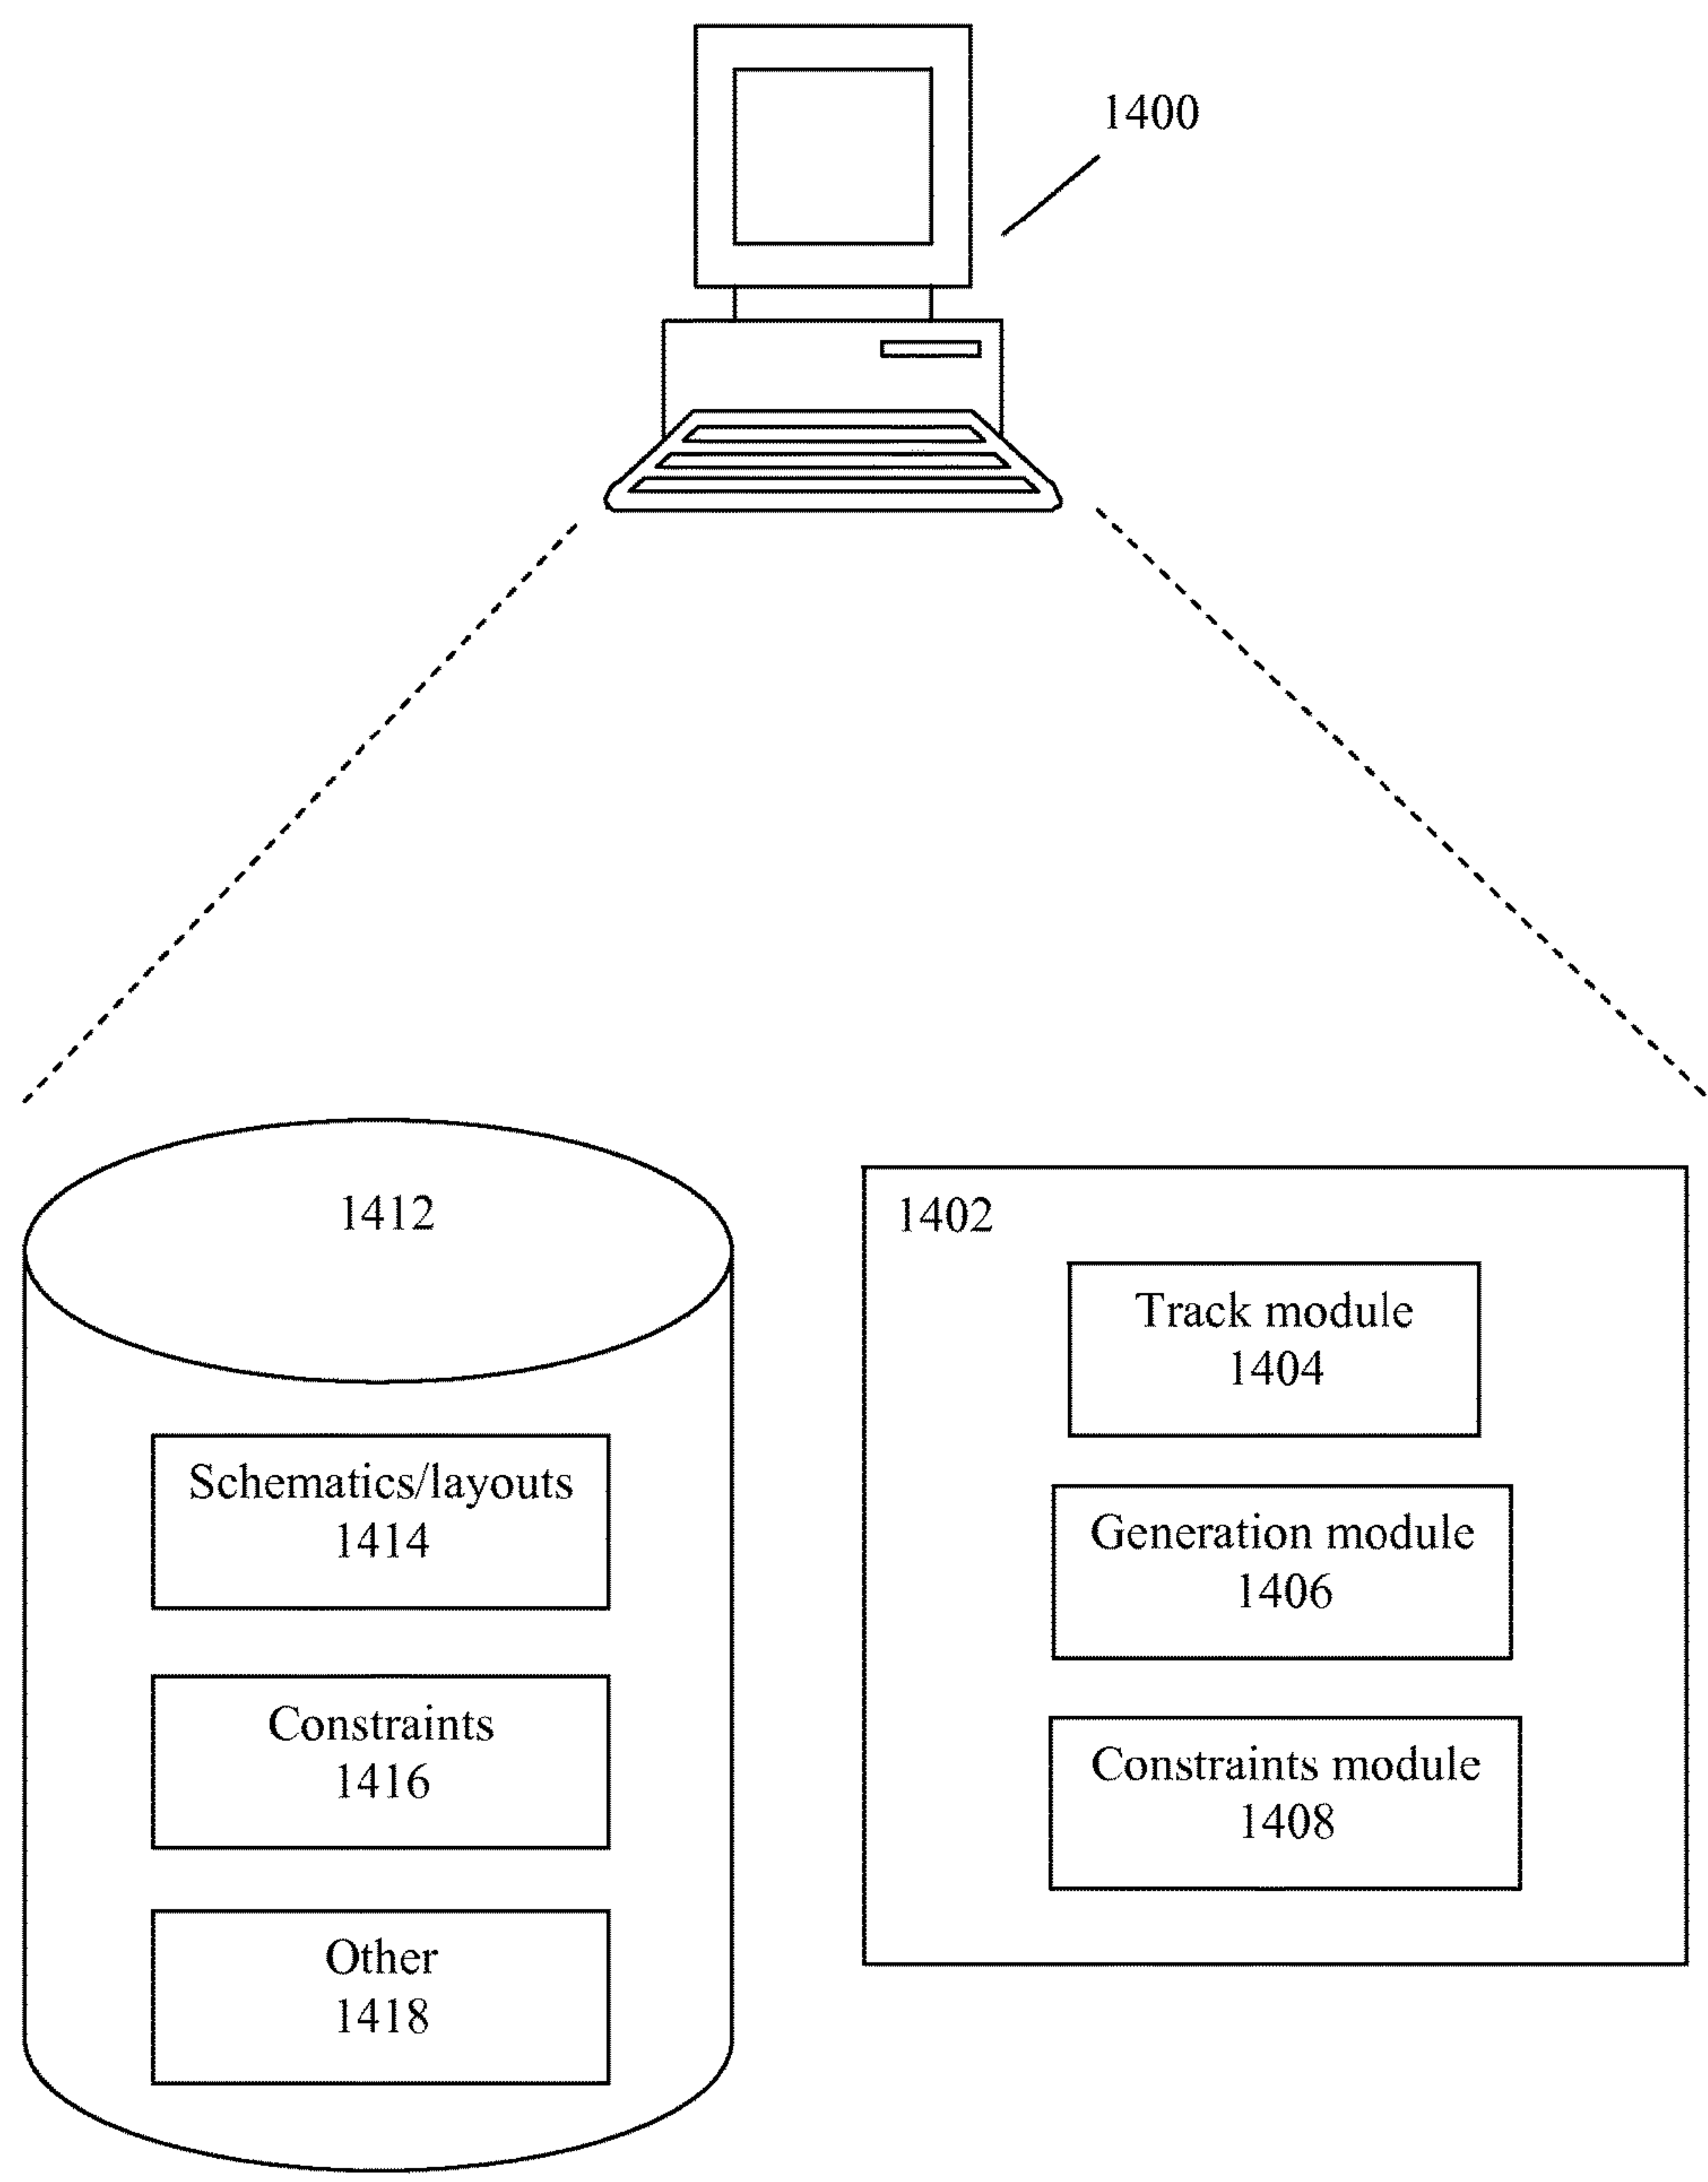 1400
1412
Schematics/layouts
1414
Constraints
1416
Other
1418
1402
Track module
1404
Generation module
1406
Constraints module
1408